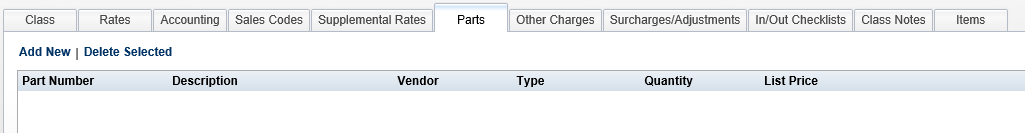 Class Rates Accounting Sales Codes Supplemental Rates Parts Other Charges Surcharges/Adjustments In/Out Checklists Class Notes Items
Add New | Delete Selected
Part Number Description Vendor Type Quantity List Price